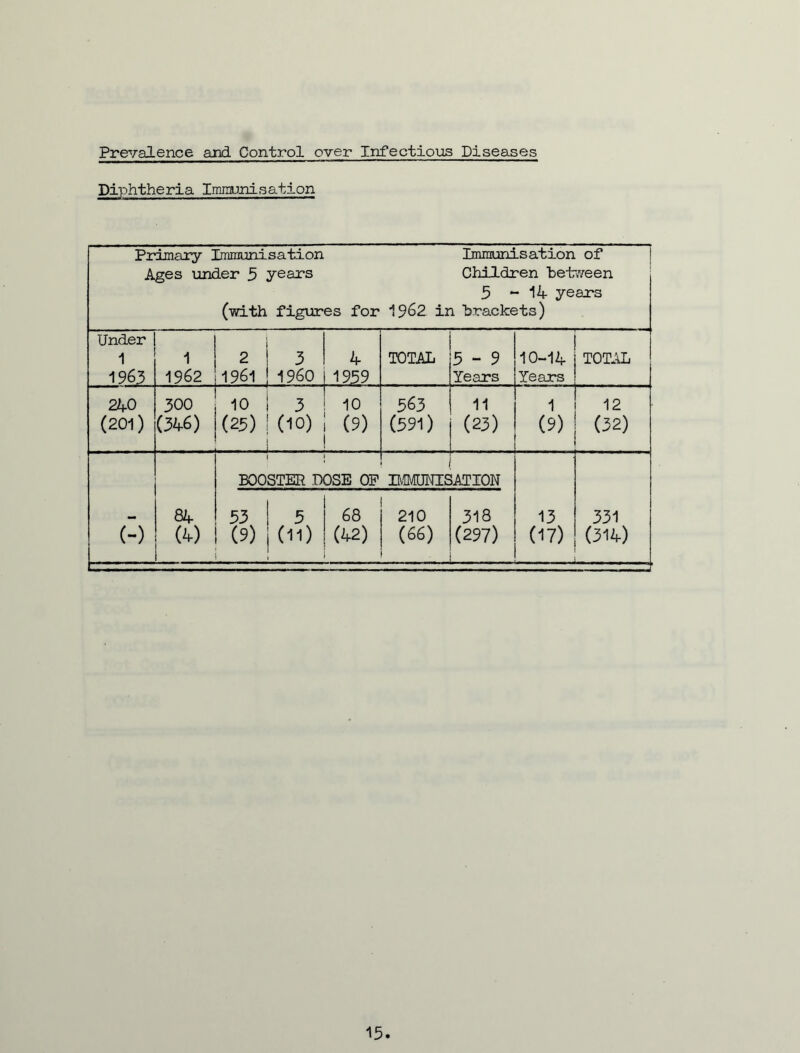 Prevalence and Control over Infectious Diseases
Diphtheria Immunisation
Primary Immunisation Immunisation of
Ages under 5 years Children between
5 - 14 years
(with figures for 1962 in brackets)
Under
1 1 2 3 4 TOTAL 5 - 9 10-14 TOTAL
1963 1962 1961 1960 1959 Years Years
240 300 10 3 10 563 11 1 12
(201) (346) (25) (10) (9) (591) (23) (9) (32)
BOOSTER DOSE OF IMMUNISATION
- 84 53 5 68 210 318 13 331
(-) (4) (9) (11) (42) (66) (297) (17) (314)
15.